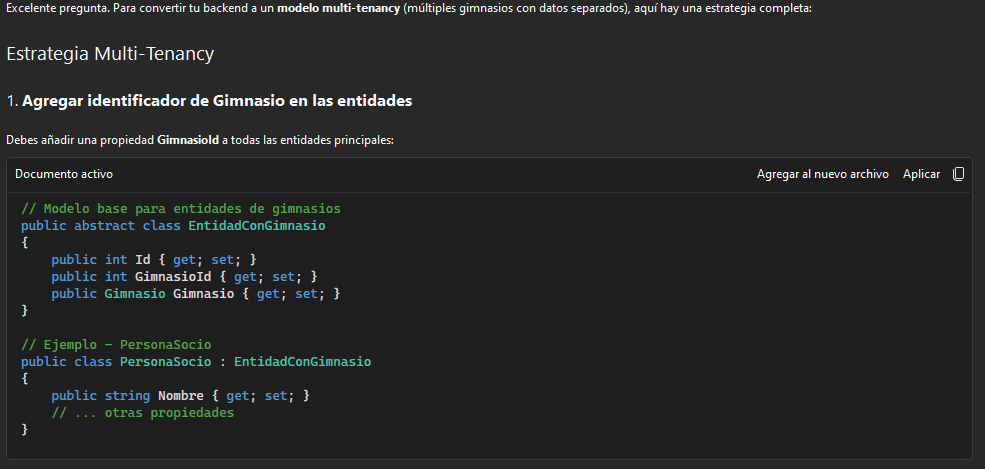 Excelente pregunta. Para convertir tu backend a un modelo multi-tenancy (múltiples gimnasios con datos separados), aquí hay una estrategia completa:
Estrategia Multi-Tenancy
1. Agregar identificador de Gimnasio en las entidades
Debes añadir una propiedad GimnasioId a todas las entidades principales:
Documento activo
Agregar al nuevo archivo
Aplicar
// Modelo base para entidades de gimnasios
public abstract class EntidadConGimnasio
{
    public int Id { get; set; }
    public int GimnasioId { get; set; }
    public Gimnasio Gimnasio { get; set; }
}
// Ejemplo - PersonaSocio
public class PersonaSocio : EntidadConGimnasio
{
    public string Nombre { get; set; }
    // ... otras propiedades
}